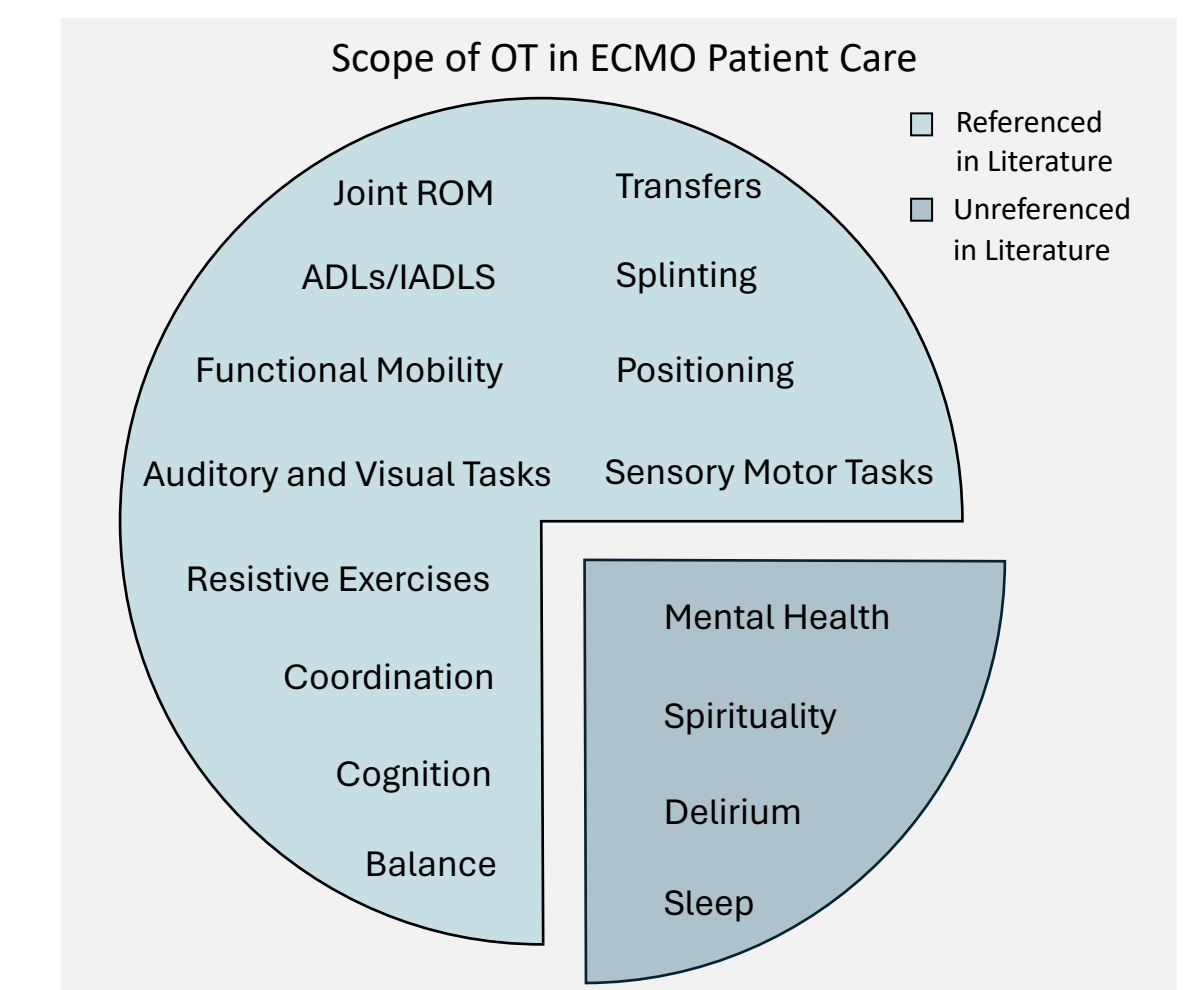 Scope of OT in ECMO Patient Care
Referenced
in Literature
Unreferenced
in Literature
Joint ROM
Transfers
ADLs/IADLS
Splinting
Functional Mobility
Positioning
Auditory and Visual Tasks
Sensory Motor Tasks
Resistive Exercises
Coordination
Cognition
Balance
Mental Health
Spirituality
Delirium
Sleep